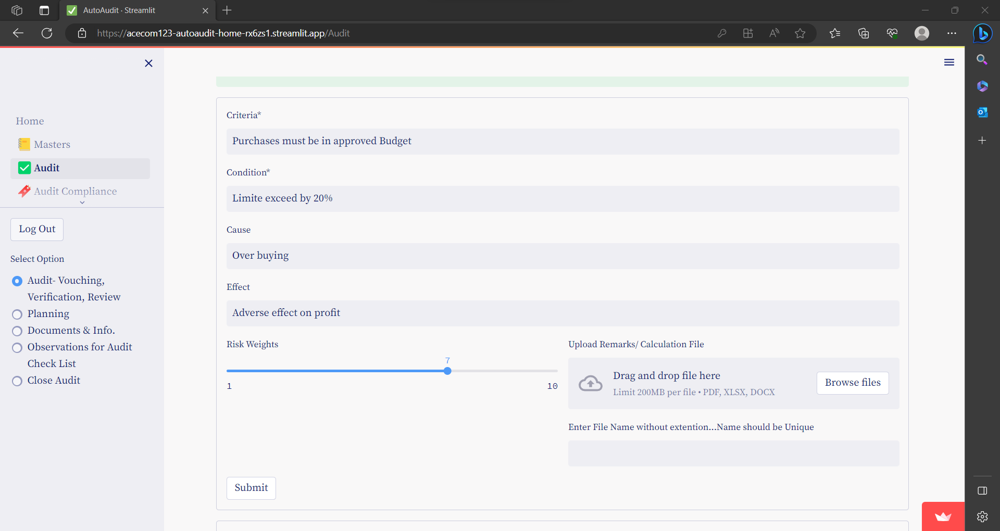 AutoAudit · Streamlit
https://acecom123-autoaudit-home-rx6zs1.streamlit.app/Audit
Home
Masters
Audit
Audit Compliance
Log Out
Select Option
Audit- Vouching,
Verification, Review
Planning
Documents & Info.
Observations for Audit
Check List
Close Audit
Criteria*
Purchases must be in approved Budget
Condition*
Limite exceed by 20%
Cause
Over buying
Effect
Adverse effect on profit
Risk Weights
7
1 10
Upload Remarks/ Calculation File
Drag and drop file here
Limit 200MB per file • PDF, XLSX, DOCX
Browse files
Enter File Name without extention...Name should be Unique
Submit